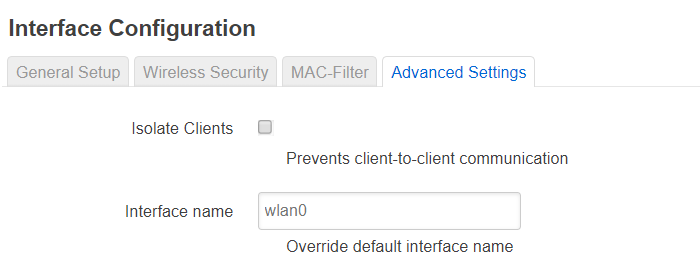 Interface Configuration
General Setup Wireless Security MAC-Filter Advanced Settings
Isolate Clients
Prevents client-to-client communication
Interface name wlan0
Override default interface name